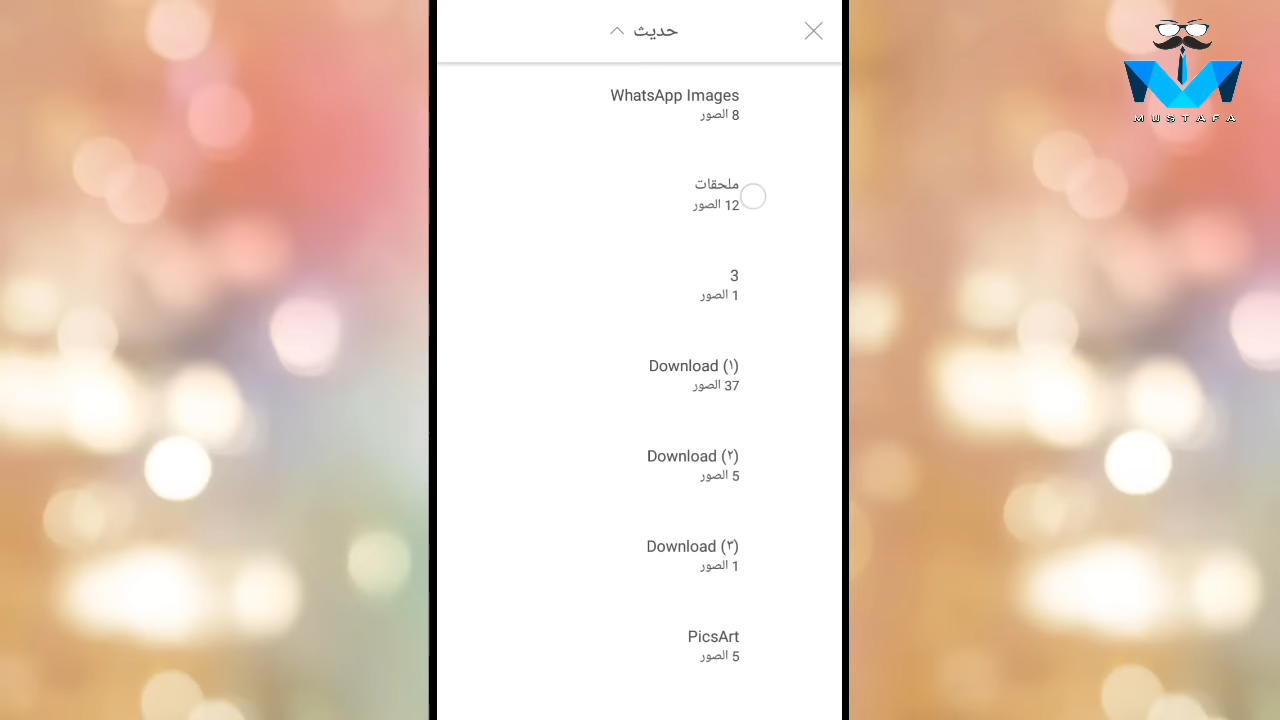 حديث
WhatsApp Images
8 الصور
ملحقات
12 الصور
3
1 الصور
Download (١)
37 الصور
Download (٢)
5 الصور
Download (٣)
1 الصور
PicsArt
5 الصور
MUSTAFA